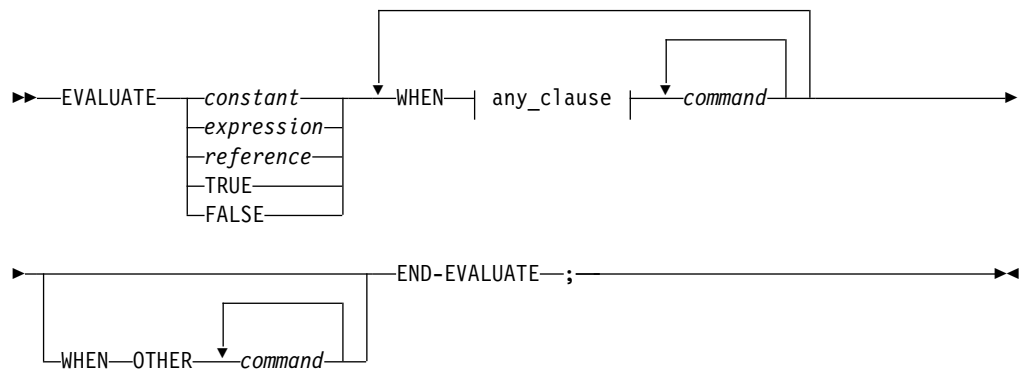 EVALUATE constant WHEN any_clause command
expression
reference
TRUE
FALSE
END-EVALUATE ;
WHEN OTHER command